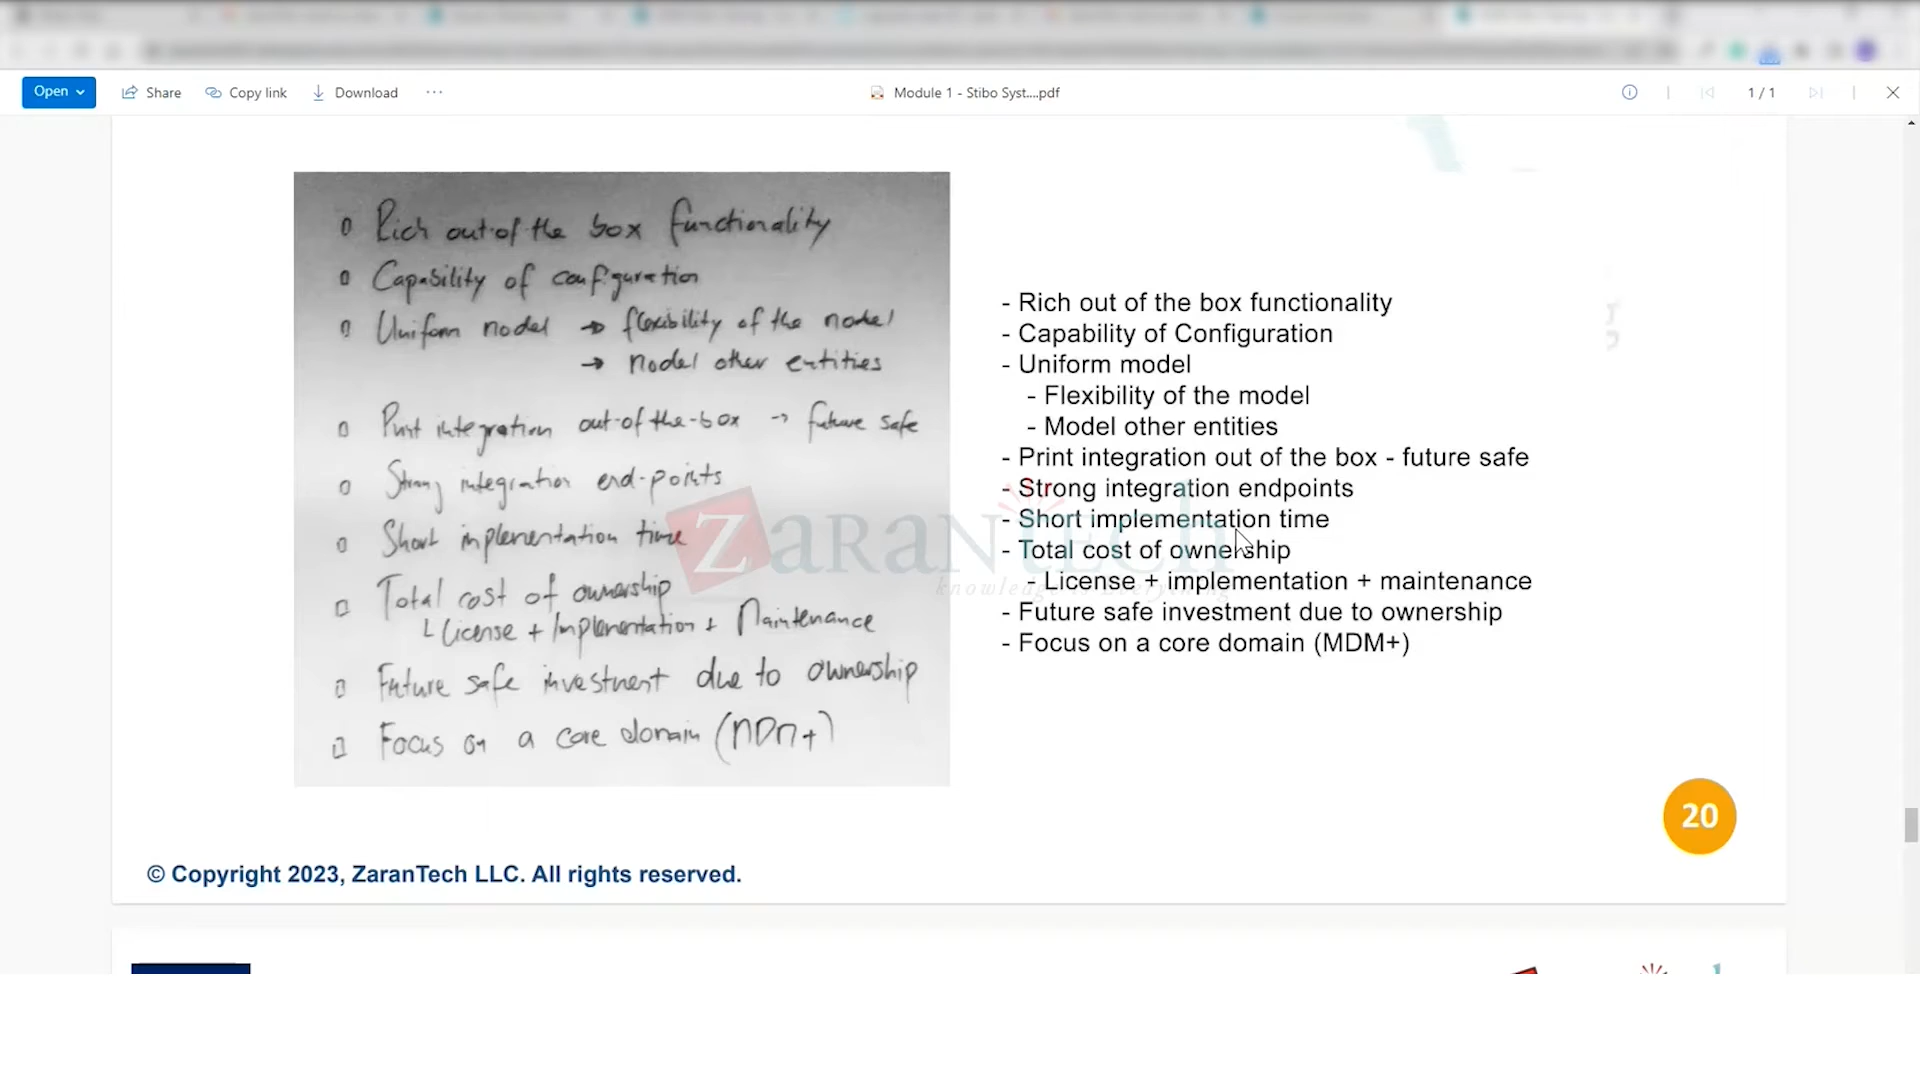 Open
Share
Copy link
Download
...
Module 1 - Stibo Syst....pdf
1 / 1
Rich out-of-the box functionality
Capability of configuration
Uniform model → flexibility of the model
→ model other entities
Print integration out-of-the-box → future safe
Strong integration end-points
Short implementation time
Total cost of ownership
License + Implementation + Maintenance
Future safe investment due to ownership
Focus on a core domain (MDM+)
- Rich out of the box functionality
- Capability of Configuration
- Uniform model
- Flexibility of the model
- Model other entities
- Print integration out of the box - future safe
- Strong integration endpoints
- Short implementation time
- Total cost of ownership
- License + implementation + maintenance
- Future safe investment due to ownership
- Focus on a core domain (MDM+)
ZaranTech
knowledge is Everything
20
© Copyright 2023, ZaranTech LLC. All rights reserved.